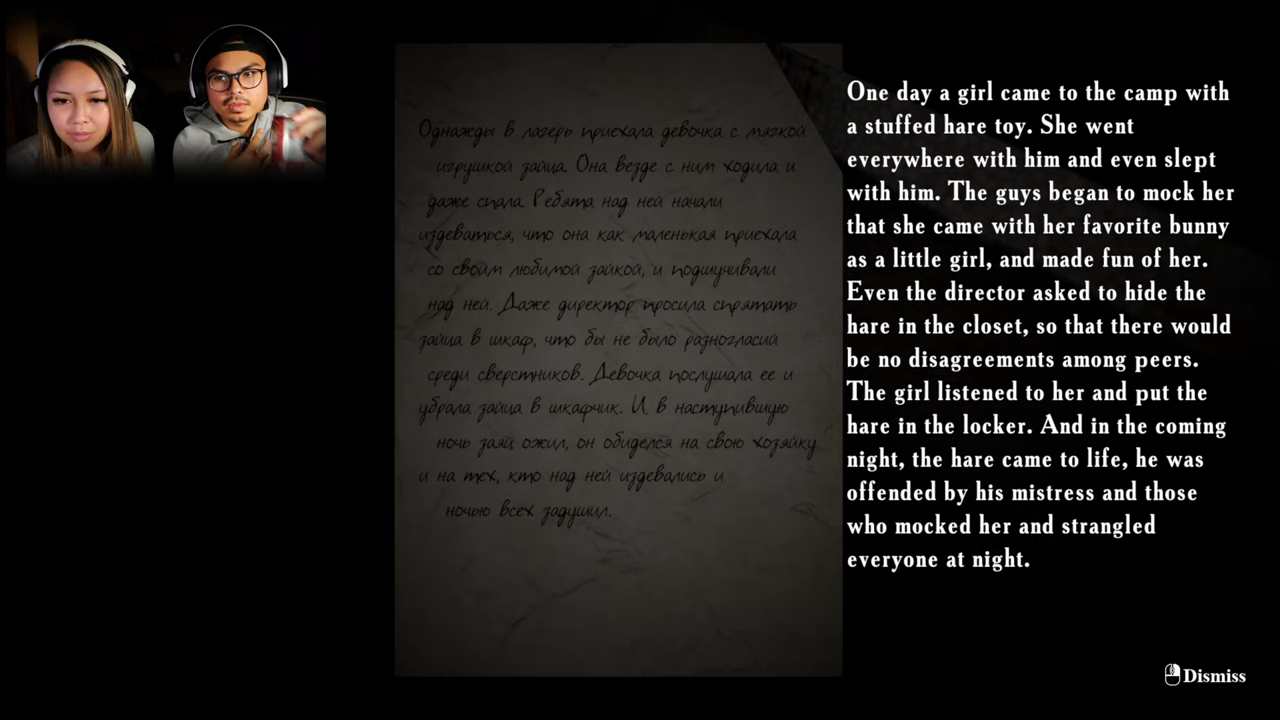 Однажды в лагерь приехала девочка с мягкой
игрушкой зайца. Она везде с ним ходила и
даже спала. Ребята над ней начали
издеваться, что она как маленькая приехала
со своим любимой зайкой, и подшучивали
над ней. Даже директор просила спрятать
зайца в шкаф, что бы не было разногласий
среди сверстников. Девочка послушала ее и
убрала зайца в шкафчик. И в наступившую
ночь заяц ожил, он обиделся на свою хозяйку
и на тех, кто над ней издевались и
ночью всех задушил.
One day a girl came to the camp with
a stuffed hare toy. She went
everywhere with him and even slept
with him. The guys began to mock her
that she came with her favorite bunny
as a little girl, and made fun of her.
Even the director asked to hide the
hare in the closet, so that there would
be no disagreements among peers.
The girl listened to her and put the
hare in the locker. And in the coming
night, the hare came to life, he was
offended by his mistress and those
who mocked her and strangled
everyone at night.
Dismiss